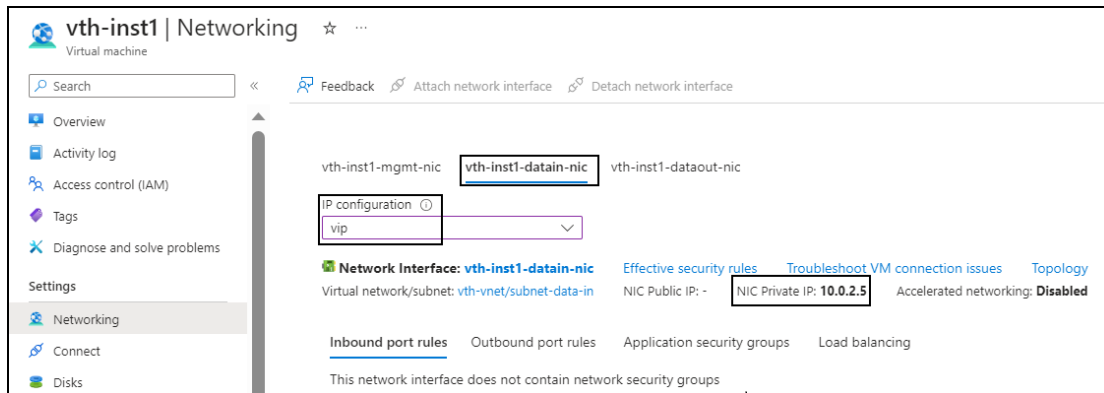 vth-inst1 | Networking ☆ ...
Virtual machine
Search «
Overview
Activity log
Access control (IAM)
Tags
Diagnose and solve problems
Settings
Networking
Connect
Disks
Feedback Attach network interface Detach network interface
vth-inst1-mgmt-nic vth-inst1-datain-nic vth-inst1-dataout-nic
IP configuration
vip
Network Interface: vth-inst1-datain-nic Effective security rules Troubleshoot VM connection issues Topology
Virtual network/subnet: vth-vnet/subnet-data-in NIC Public IP: - NIC Private IP: 10.0.2.5 Accelerated networking: Disabled
Inbound port rules Outbound port rules Application security groups Load balancing
This network interface does not contain network security groups